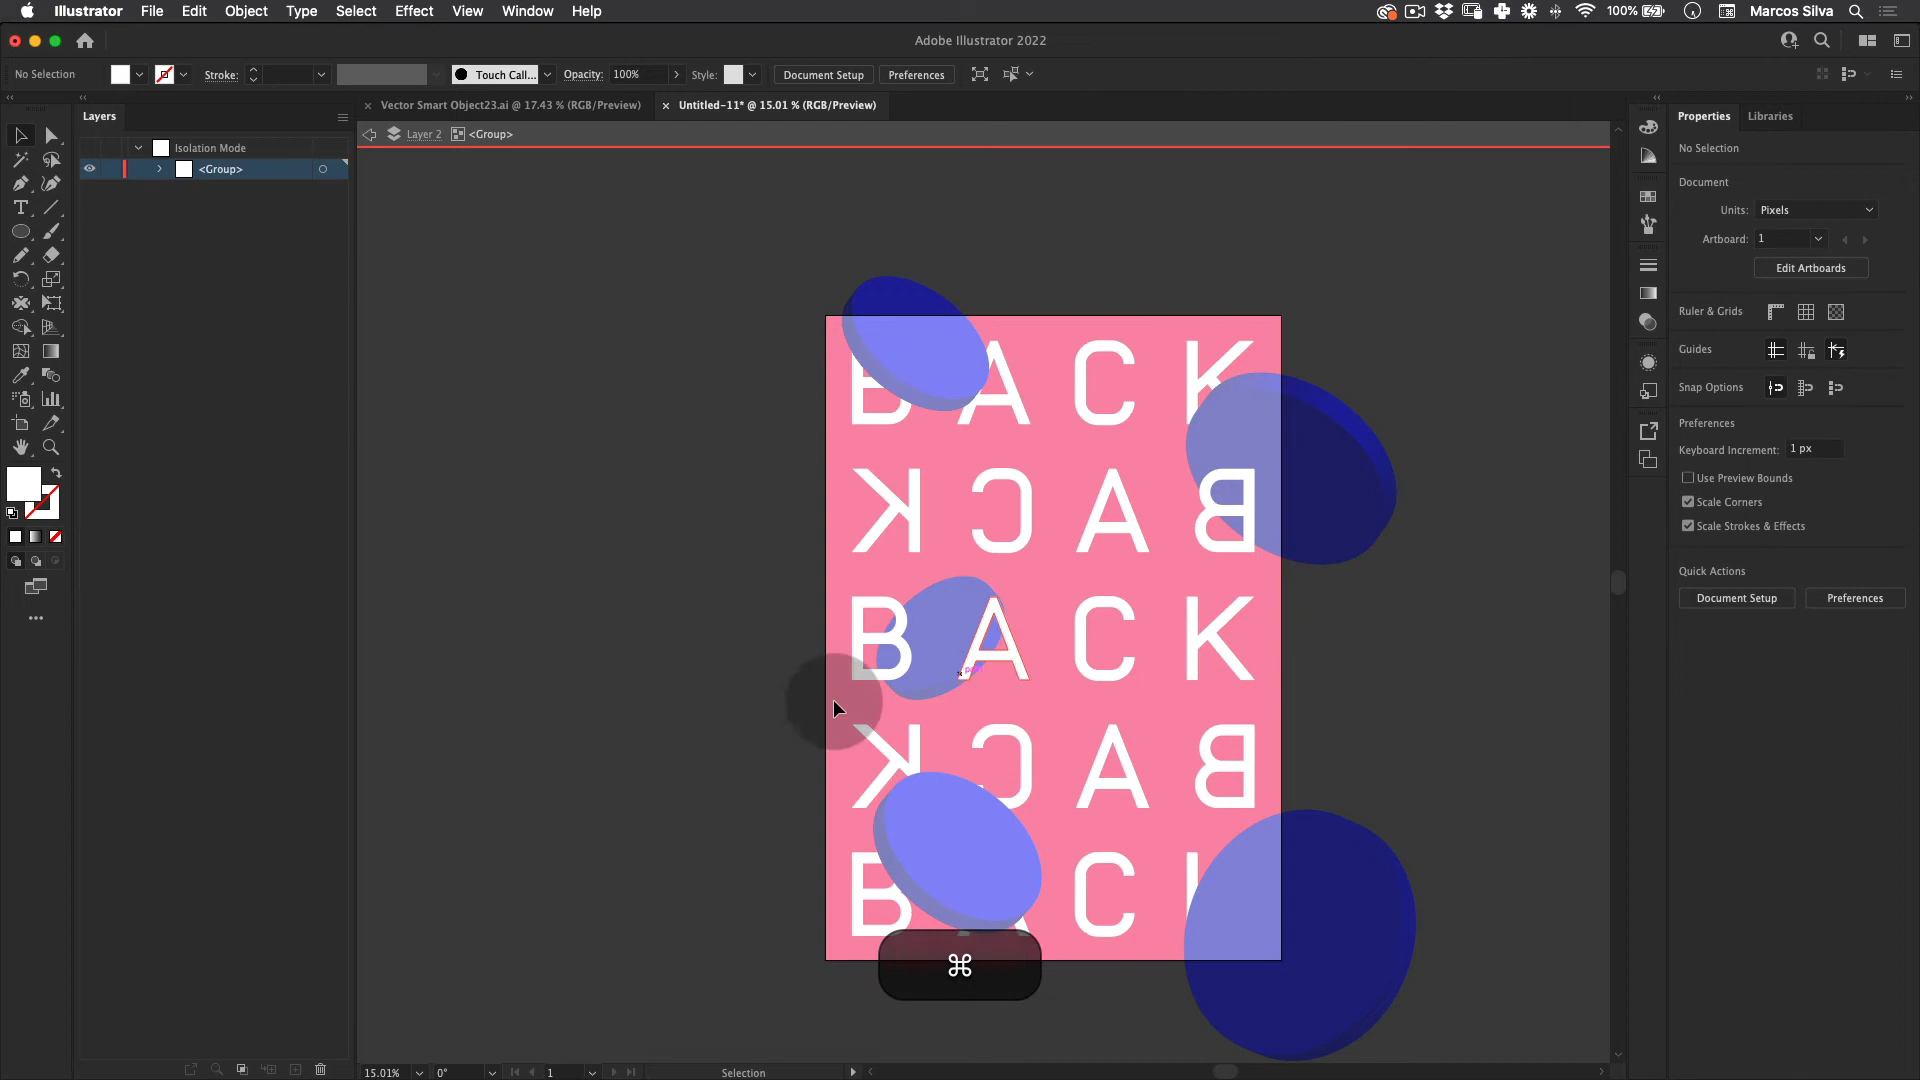 Illustrator File Edit Object Type Select Effect View Window Help 100% Marcos Silva
Adobe Illustrator 2022
No Selection Stroke: Touch Call... Opacity: 100% Style: Document Setup Preferences
Layers
Vector Smart Object23.ai @ 17.43 % (RGB/Preview) Untitled-11* @ 15.01 % (RGB/Preview)
Properties Libraries
Layer 2 <Group>
Isolation Mode
<Group>
No Selection
Document
Units: Pixels
Artboard: 1
Edit Artboards
Ruler & Grids
Guides
Snap Options
Preferences
Keyboard Increment: 1 px
Use Preview Bounds
Scale Corners
Scale Strokes & Effects
Quick Actions
Document Setup Preferences
BACK
BACK
BACK
BACK
BACK
⌘
15.01% 0° 1 Selection